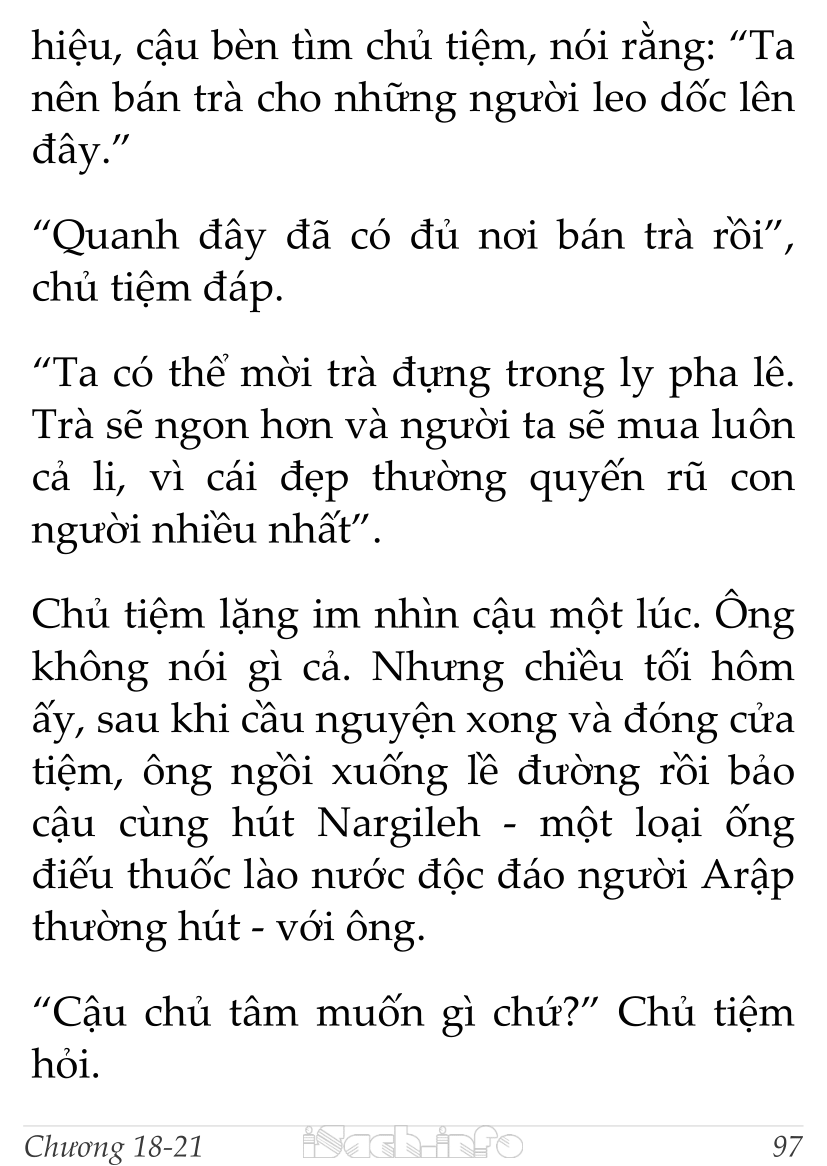 hiệu, cậu bèn tìm chủ tiệm, nói rằng: “Ta
nên bán trà cho những người leo dốc lên
đây.”
“Quanh đây đã có đủ nơi bán trà rồi”,
chủ tiệm đáp.
“Ta có thể mời trà đựng trong ly pha lê.
Trà sẽ ngon hơn và người ta sẽ mua luôn
cả li, vì cái đẹp thường quyến rũ con
người nhiều nhất”.
Chủ tiệm lặng im nhìn cậu một lúc. Ông
không nói gì cả. Nhưng chiều tối hôm
ấy, sau khi cầu nguyện xong và đóng cửa
tiệm, ông ngồi xuống lề đường rồi bảo
cậu cùng hút Nargileh - một loại ống
điếu thuốc lào nước độc đáo người Arập
thường hút - với ông.
“Cậu chủ tâm muốn gì chứ?” Chủ tiệm
hỏi.
Chương 18-21 iSach.info 97